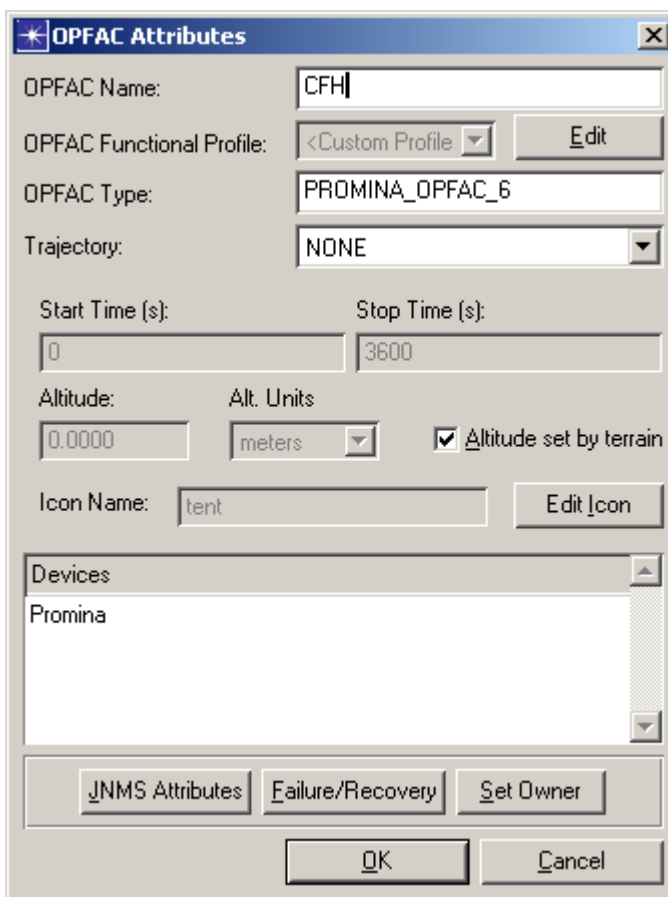 OPFAC Attributes
OPFAC Name: CFH
OPFAC Functional Profile: <Custom Profile Edit
OPFAC Type: PROMINA_OPFAC_6
Trajectory: NONE
Start Time (s): Stop Time (s):
0 3600
Altitude: Alt. Units
0.0000 meters Altitude set by terrain
Icon Name: tent Edit Icon
Devices
Promina
JNMS Attributes Failure/Recovery Set Owner
OK Cancel